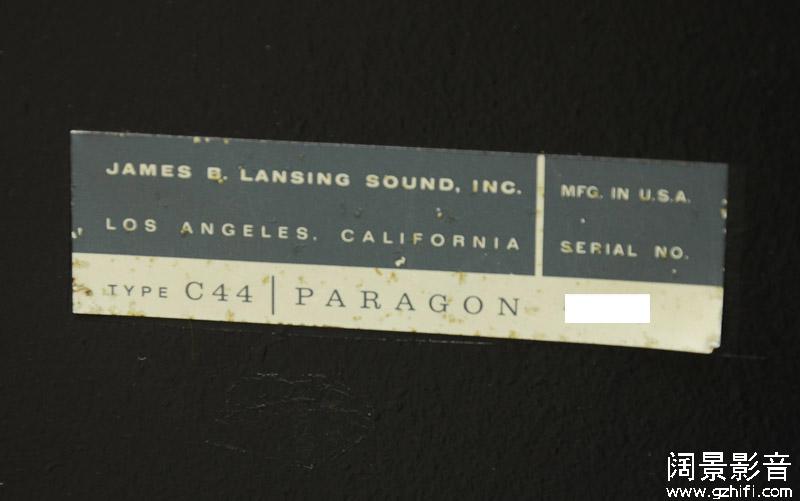 JAMES B. LANSING SOUND, INC.
LOS ANGELES, CALIFORNIA
MFG. IN U.S.A.
SERIAL NO.
TYPE C44 | PARAGON
阔景影音
www.gzhifi.com